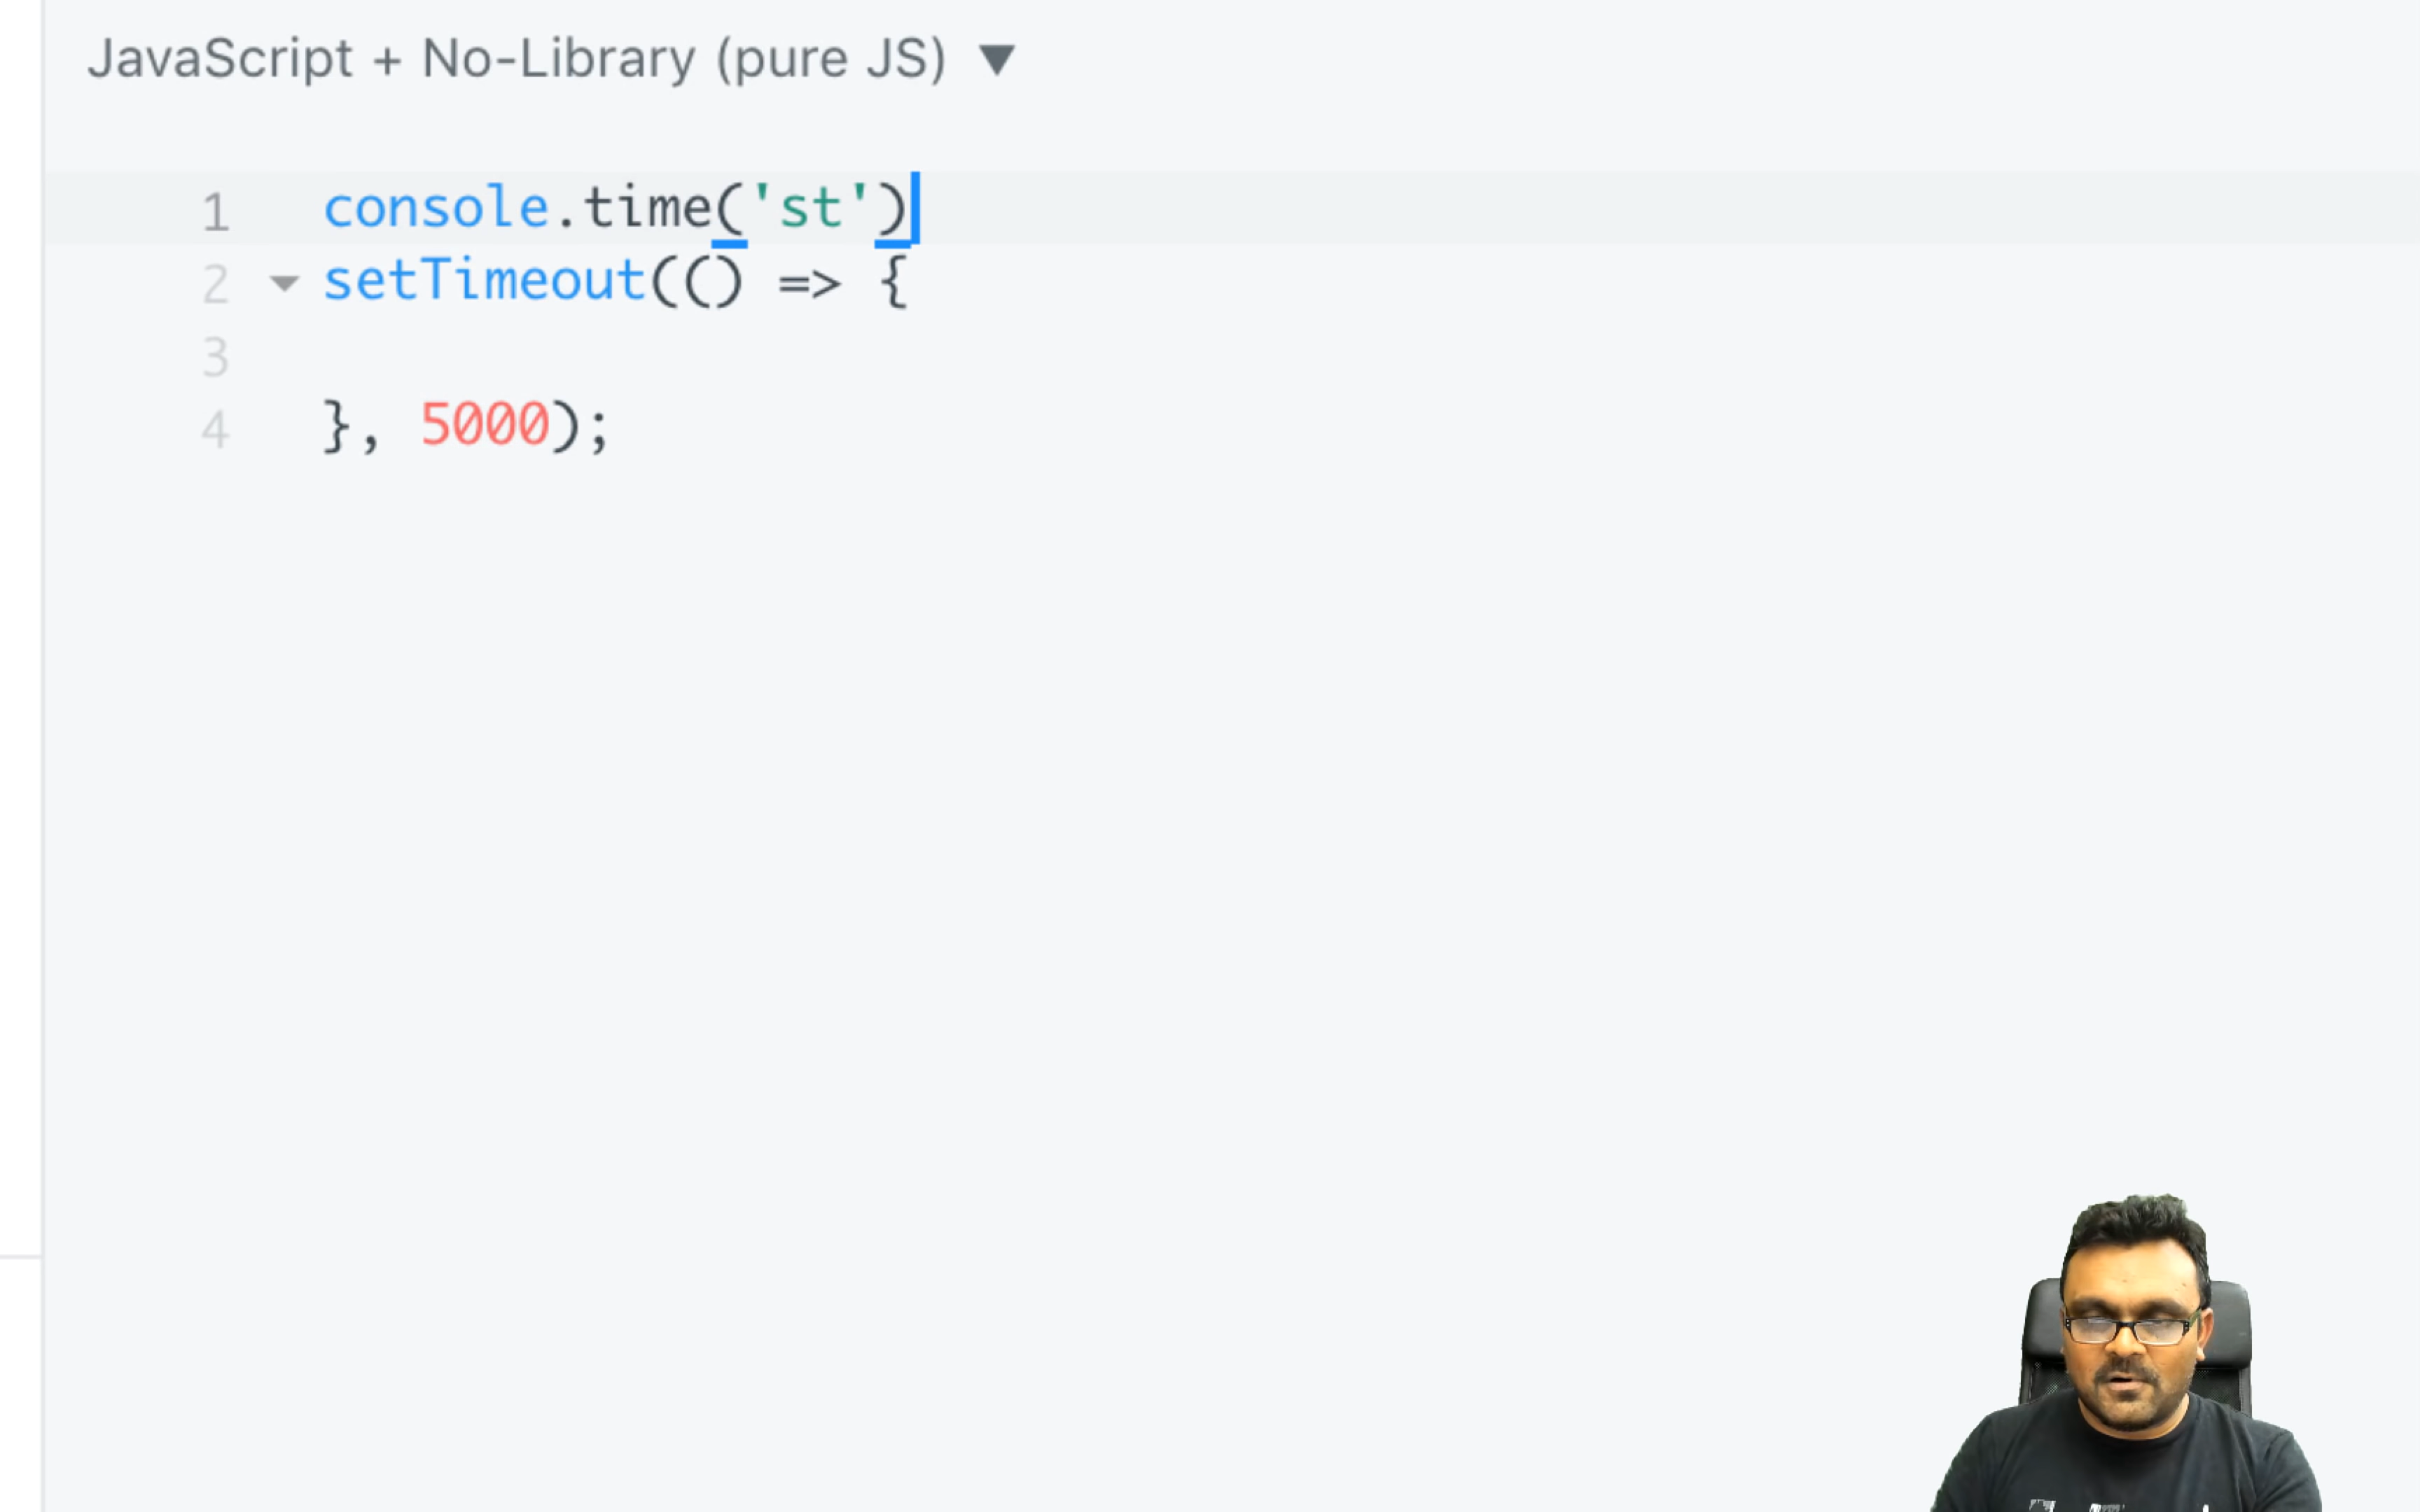 JavaScript + No-Library (pure JS) ▼
1 console.time('st')
2 setTimeout(() => {
3
4 }, 5000);